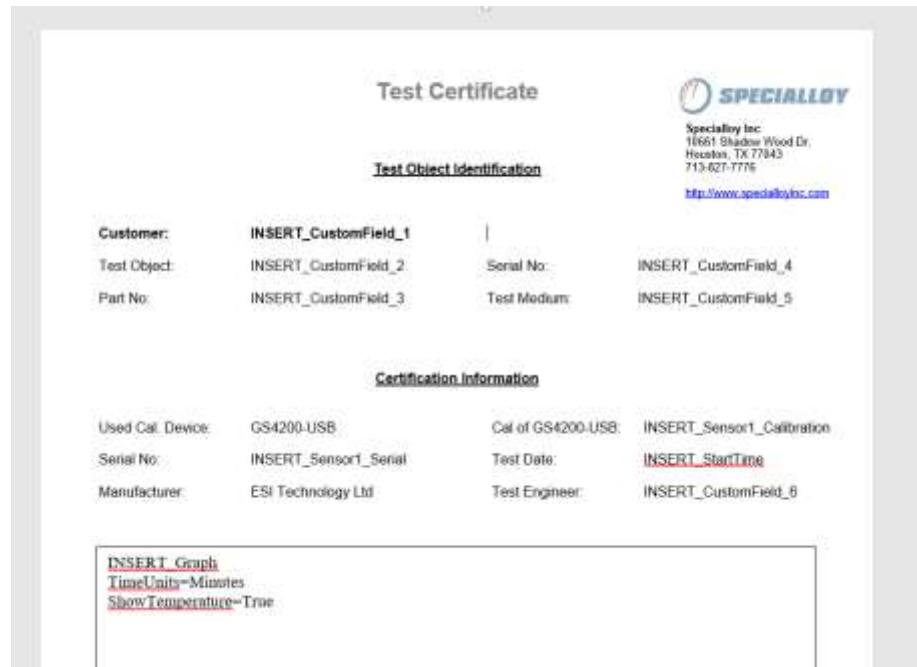 Test Certificate
SPECIALLOY
Specialloy Inc
10661 Shadow Wood Dr.
Houston, TX 77043
713-827-7776
http://www.specialloyinc.com
Test Object Identification
Customer: INSERT_CustomField_1
Test Object: INSERT_CustomField_2 Serial No: INSERT_CustomField_4
Part No: INSERT_CustomField_3 Test Medium: INSERT_CustomField_5
Certification Information
Used Cal. Device: GS4200-USB Cal of GS4200-USB: INSERT_Sensor1_Calibration
Serial No: INSERT_Sensor1_Serial Test Date: INSERT_StartTime
Manufacturer: ESI Technology Ltd Test Engineer: INSERT_CustomField_6
INSERT_Graph
TimeUnits=Minutes
ShowTemperature=True